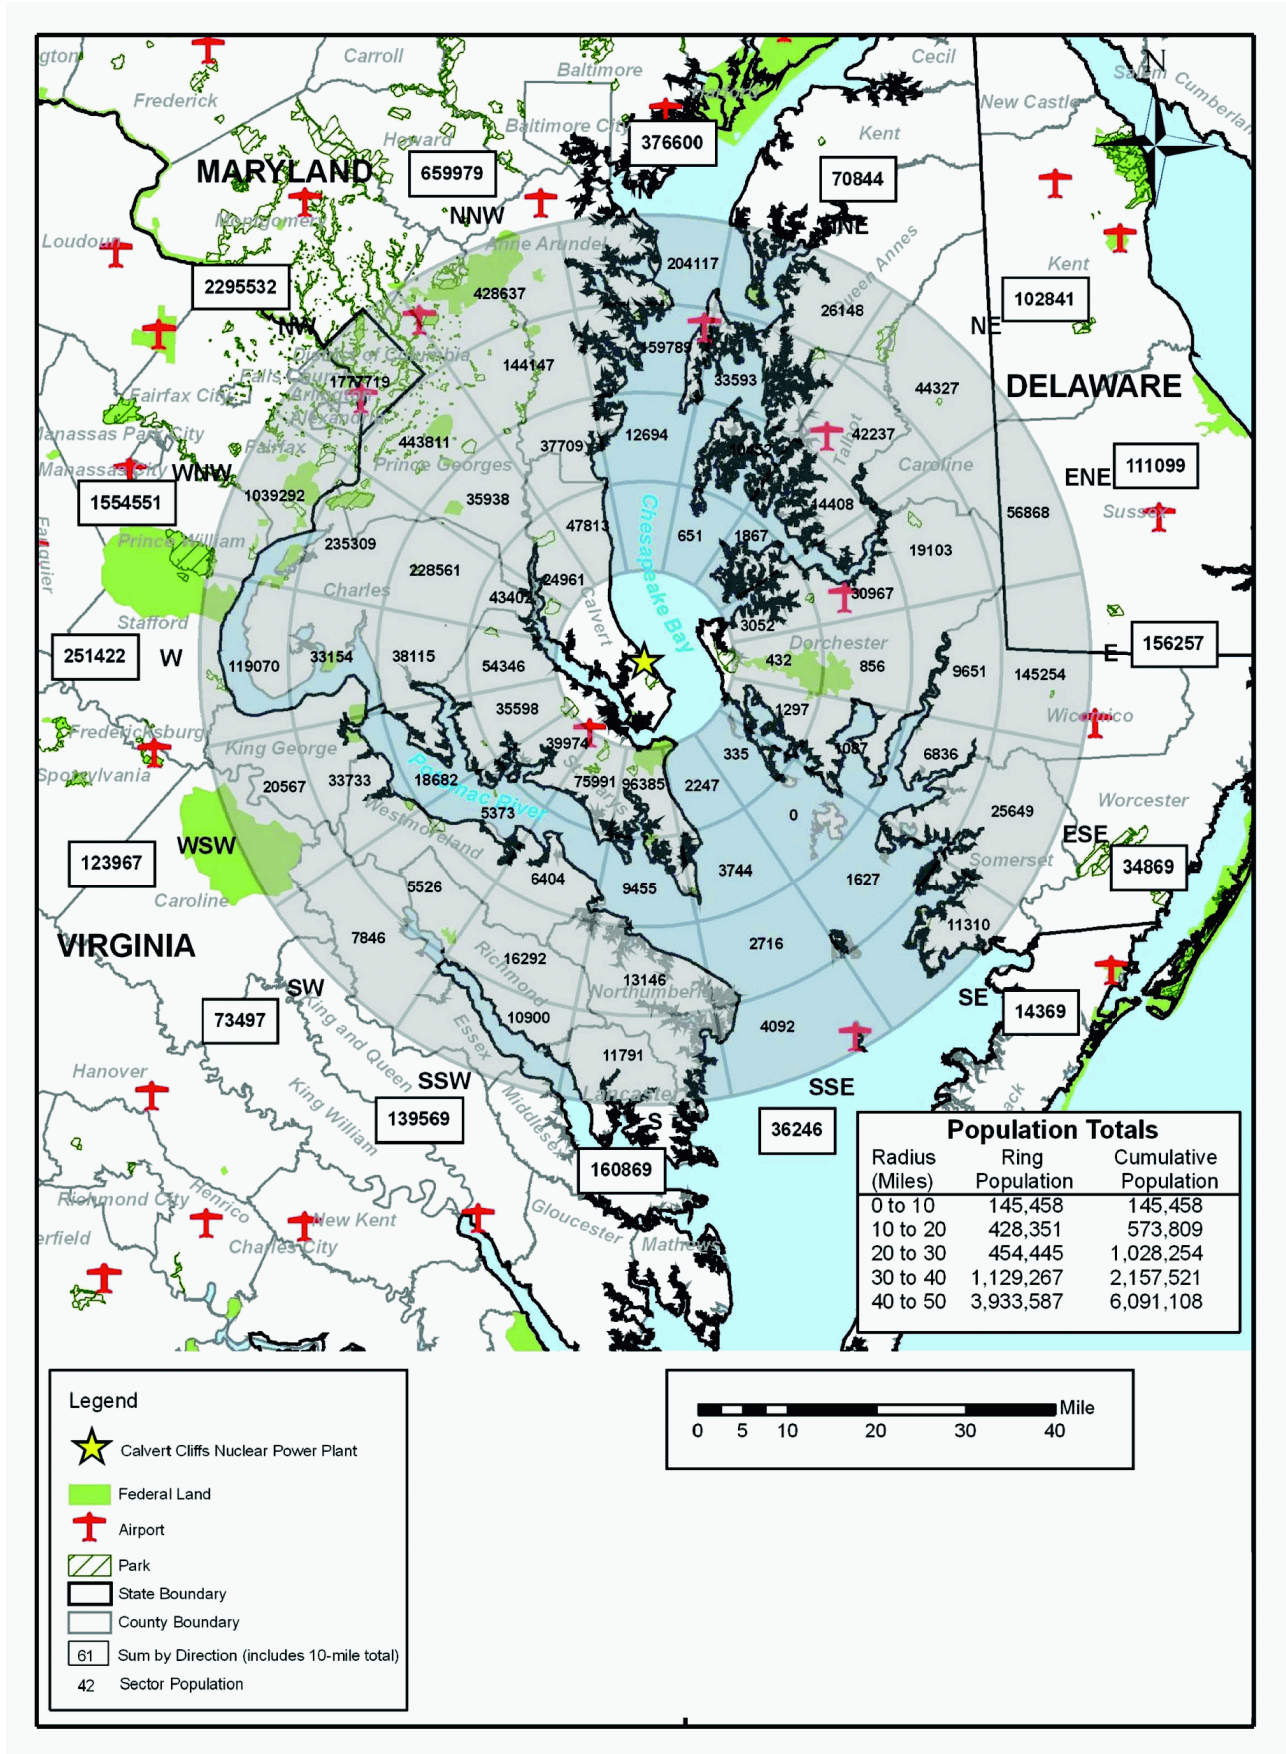 gton
Carroll
Baltimore
Cecil
N
Salem
Cumberlan
Frederick
Harford
New Castle
Howard
Baltimore City
Kent
376600
MARYLAND
659979
70844
NNW
N
NNE
Montgomery
Loudoun
Anne Arundel
Queen Annes
204117
Kent
2295532
428637
26148
102841
NW
NE
District of Columbia
159789
144147
Falls Church
1777719
33593
44327
DELAWARE
Fairfax City
Arlington
Alexandria
Manassas Park City
443811
37709
12694
42237
Talbot
Fairfax
Prince Georges
Caroline
Manassas City
WNW
ENE
111099
1554551
1039292
35938
14408
56868
Sussex
Fauquier
Prince William
235309
47813
Chesapeake Bay
651
1867
19103
228561
24961
Charles
43402
Calvert
30967
Stafford
3052
Dorchester
251422
W
119070
33154
38115
54346
432
856
9651
145254
E
156257
35598
1297
Wicomico
Fredericksburg
King George
39974
335
1087
6836
Spotsylvania
20567
33733
18682
Potomac River
75991
96385
2247
St Marys
5373
0
25649
Worcester
WSW
Westmoreland
ESE
123967
6404
9455
3744
1627
Somerset
34869
5526
Caroline
7846
11310
VIRGINIA
16292
Richmond
2716
13146
Northumberl
SW
SE
73497
King and Queen
10900
Essex
4092
14369
11791
Hanover
SSW
Lancaster
SSE
King William
Middlesex
S
ack
139569
36246
160869
Richmond City
Henrico
New Kent
Gloucester
erfield
Charles City
Mathews
Population Totals
Radius Ring Cumulative
(Miles) Population Population
0 to 10 145,458 145,458
10 to 20 428,351 573,809
20 to 30 454,445 1,028,254
30 to 40 1,129,267 2,157,521
40 to 50 3,933,587 6,091,108
Legend
Calvert Cliffs Nuclear Power Plant
Federal Land
Airport
Park
State Boundary
County Boundary
61 Sum by Direction (includes 10-mile total)
42 Sector Population
Mile
0 5 10 20 30 40